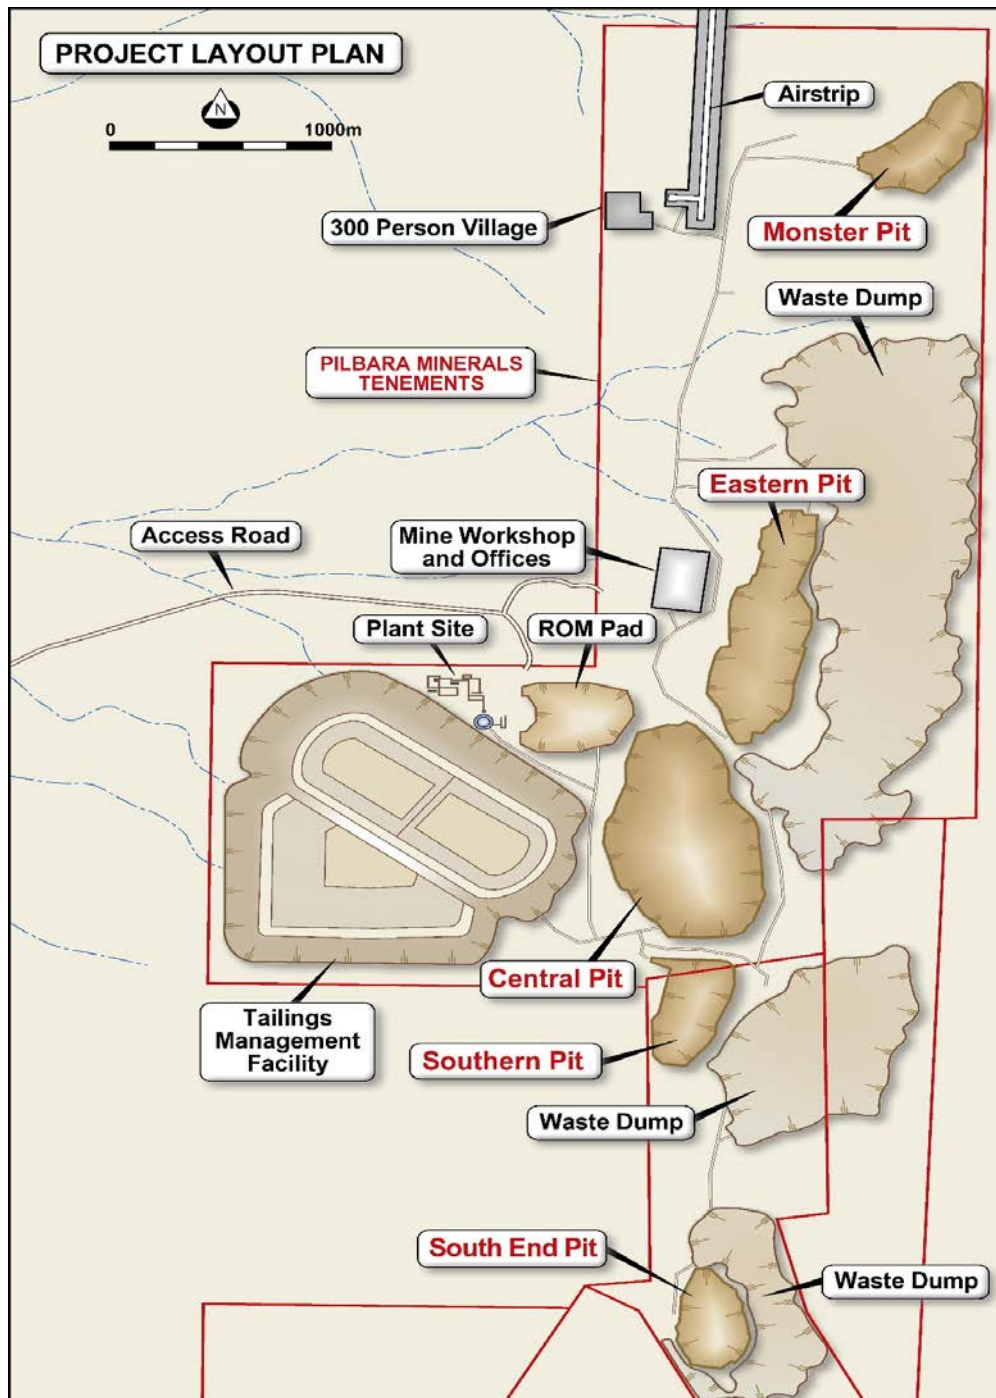 PROJECT LAYOUT PLAN
N
0 1000m
Airstrip
300 Person Village
Monster Pit
Waste Dump
PILBARA MINERALS
TENEMENTS
Eastern Pit
Access Road
Mine Workshop
and Offices
Plant Site
ROM Pad
Central Pit
Tailings
Management
Facility
Southern Pit
Waste Dump
South End Pit
Waste Dump